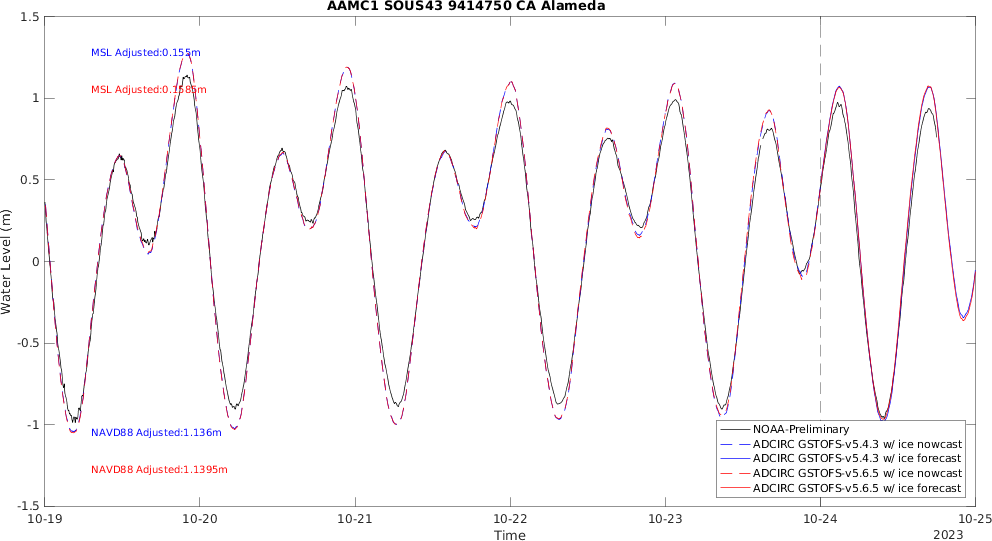 AAMC1 SOUS43 9414750 CA Alameda
1.5
1
0.5
0
-0.5
-1
-1.5
Water Level (m)
MSL Adjusted:0.155m
MSL Adjusted:0.1585m
NAVD88 Adjusted:1.136m
NAVD88 Adjusted:1.1395m
NOAA-Preliminary
ADCIRC GSTOFS-v5.4.3 w/ ice nowcast
ADCIRC GSTOFS-v5.4.3 w/ ice forecast
ADCIRC GSTOFS-v5.6.5 w/ ice nowcast
ADCIRC GSTOFS-v5.6.5 w/ ice forecast
10-19 10-20 10-21 10-22 10-23 10-24 10-25
Time
2023